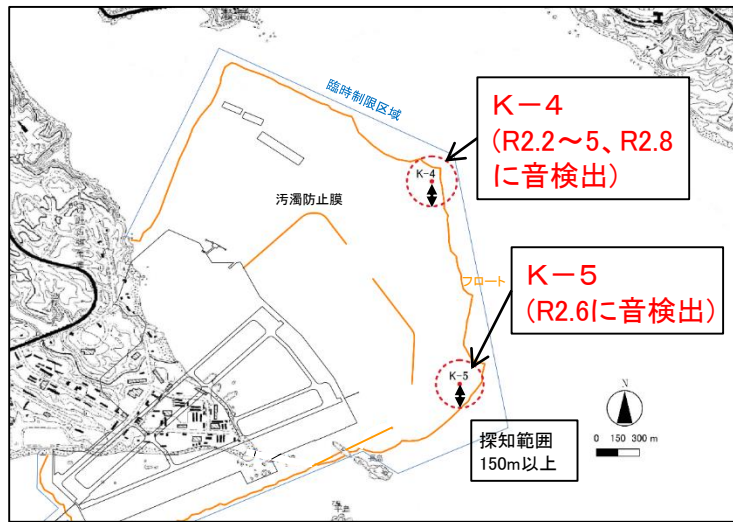 臨時制限区域
K-4
(R2.2~5、R2.8
に音検出)
K-4
汚濁防止膜
フロート
K-5
(R2.6に音検出)
K-5
探知範囲
150m以上
N
0 150 300 m